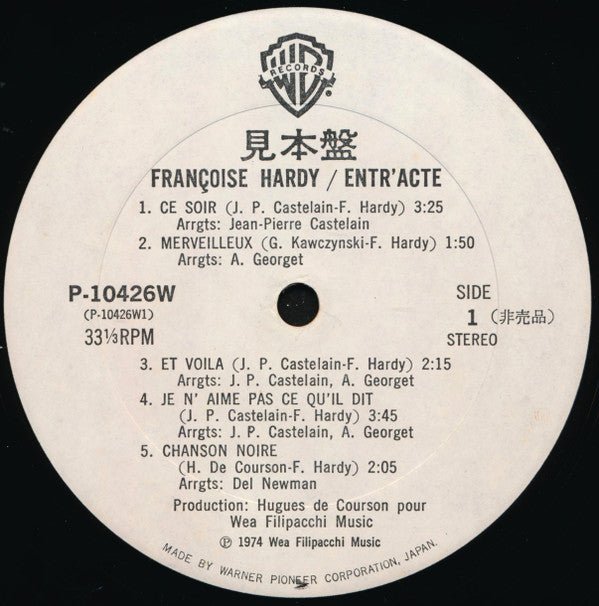 WB
RECORDS
®
見本盤
FRANÇOISE HARDY / ENTR'ACTE
1. CE SOIR (J. P. Castelain-F. Hardy) 3:25
Arrgts: Jean-Pierre Castelain
2. MERVEILLEUX (G. Kawczynski-F. Hardy) 1:50
Arrgts: A. Georget
P-10426W
(P-10426W1)
33⅓RPM
SIDE
1 (非売品)
STEREO
3. ET VOILA (J. P. Castelain-F. Hardy) 2:15
Arrgts: J. P. Castelain, A. Georget
4. JE N' AIME PAS CE QU'IL DIT
(J. P. Castelain-F. Hardy) 3:45
Arrgts: J. P. Castelain, A. Georget
5. CHANSON NOIRE
(H. De Courson-F. Hardy) 2:05
Arrgts: Del Newman
Production: Hugues de Courson pour
Wea Filipacchi Music
℗ 1974 Wea Filipacchi Music
MADE BY WARNER PIONEER CORPORATION, JAPAN.